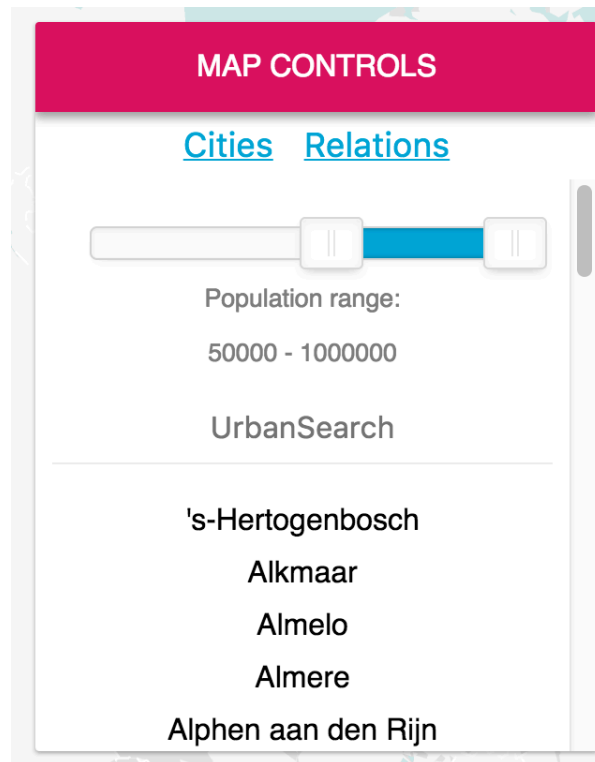 MAP CONTROLS
Cities Relations
Population range:
50000 - 1000000
UrbanSearch
's-Hertogenbosch
Alkmaar
Almelo
Almere
Alphen aan den Rijn